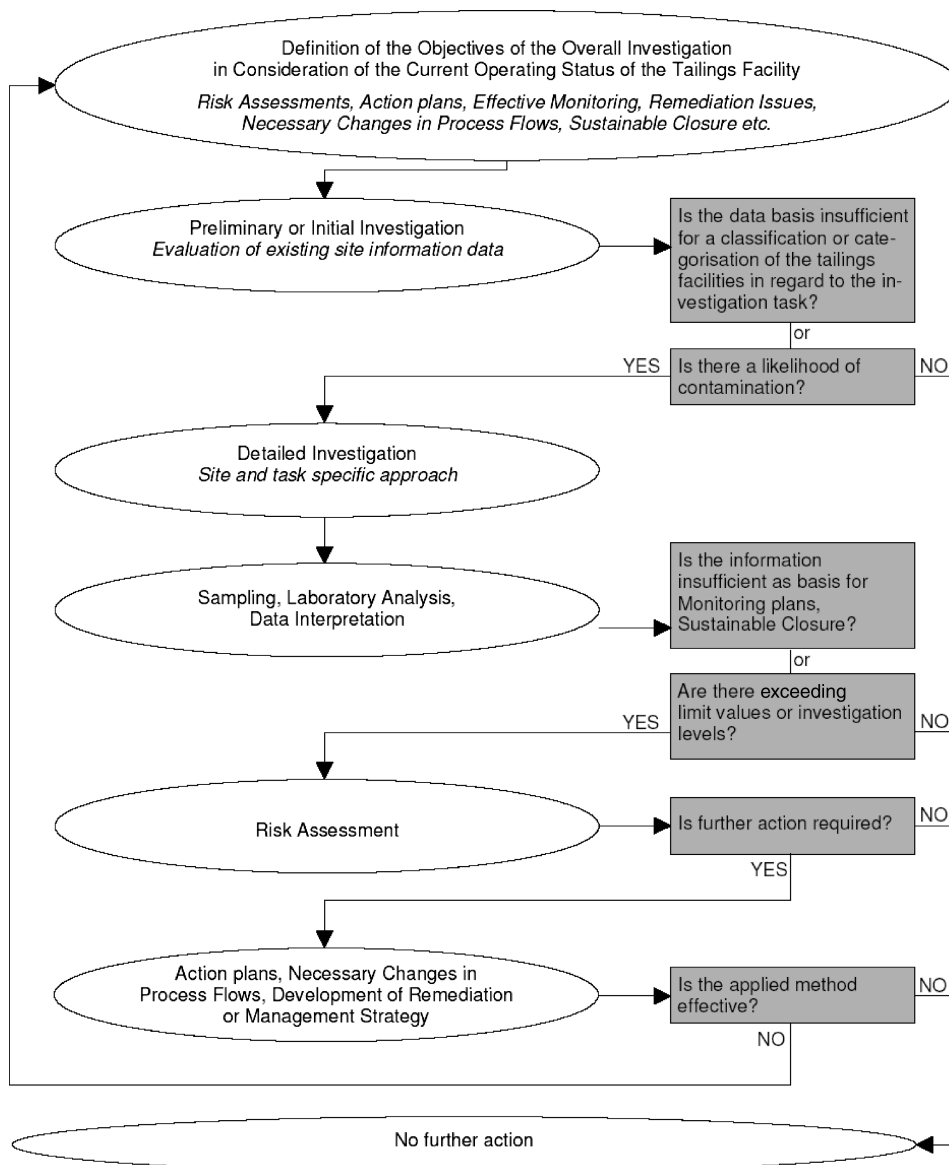 Definition of the Objectives of the Overall Investigation
in Consideration of the Current Operating Status of the Tailings Facility
Risk Assessments, Action plans, Effective Monitoring, Remediation Issues,
Necessary Changes in Process Flows, Sustainable Closure etc.
Preliminary or Initial Investigation
Evaluation of existing site information data
Is the data basis insufficient
for a classification or cate-
gorisation of the tailings
facilities in regard to the in-
vestigation task?
or
YES
Is there a likelihood of
contamination?
NO
Detailed Investigation
Site and task specific approach
Sampling, Laboratory Analysis,
Data Interpretation
Is the information
insufficient as basis for
Monitoring plans,
Sustainable Closure?
or
YES
Are there exceeding
limit values or investigation
levels?
NO
Risk Assessment
Is further action required?
NO
YES
Action plans, Necessary Changes in
Process Flows, Development of Remediation
or Management Strategy
Is the applied method
effective?
NO
NO
No further action